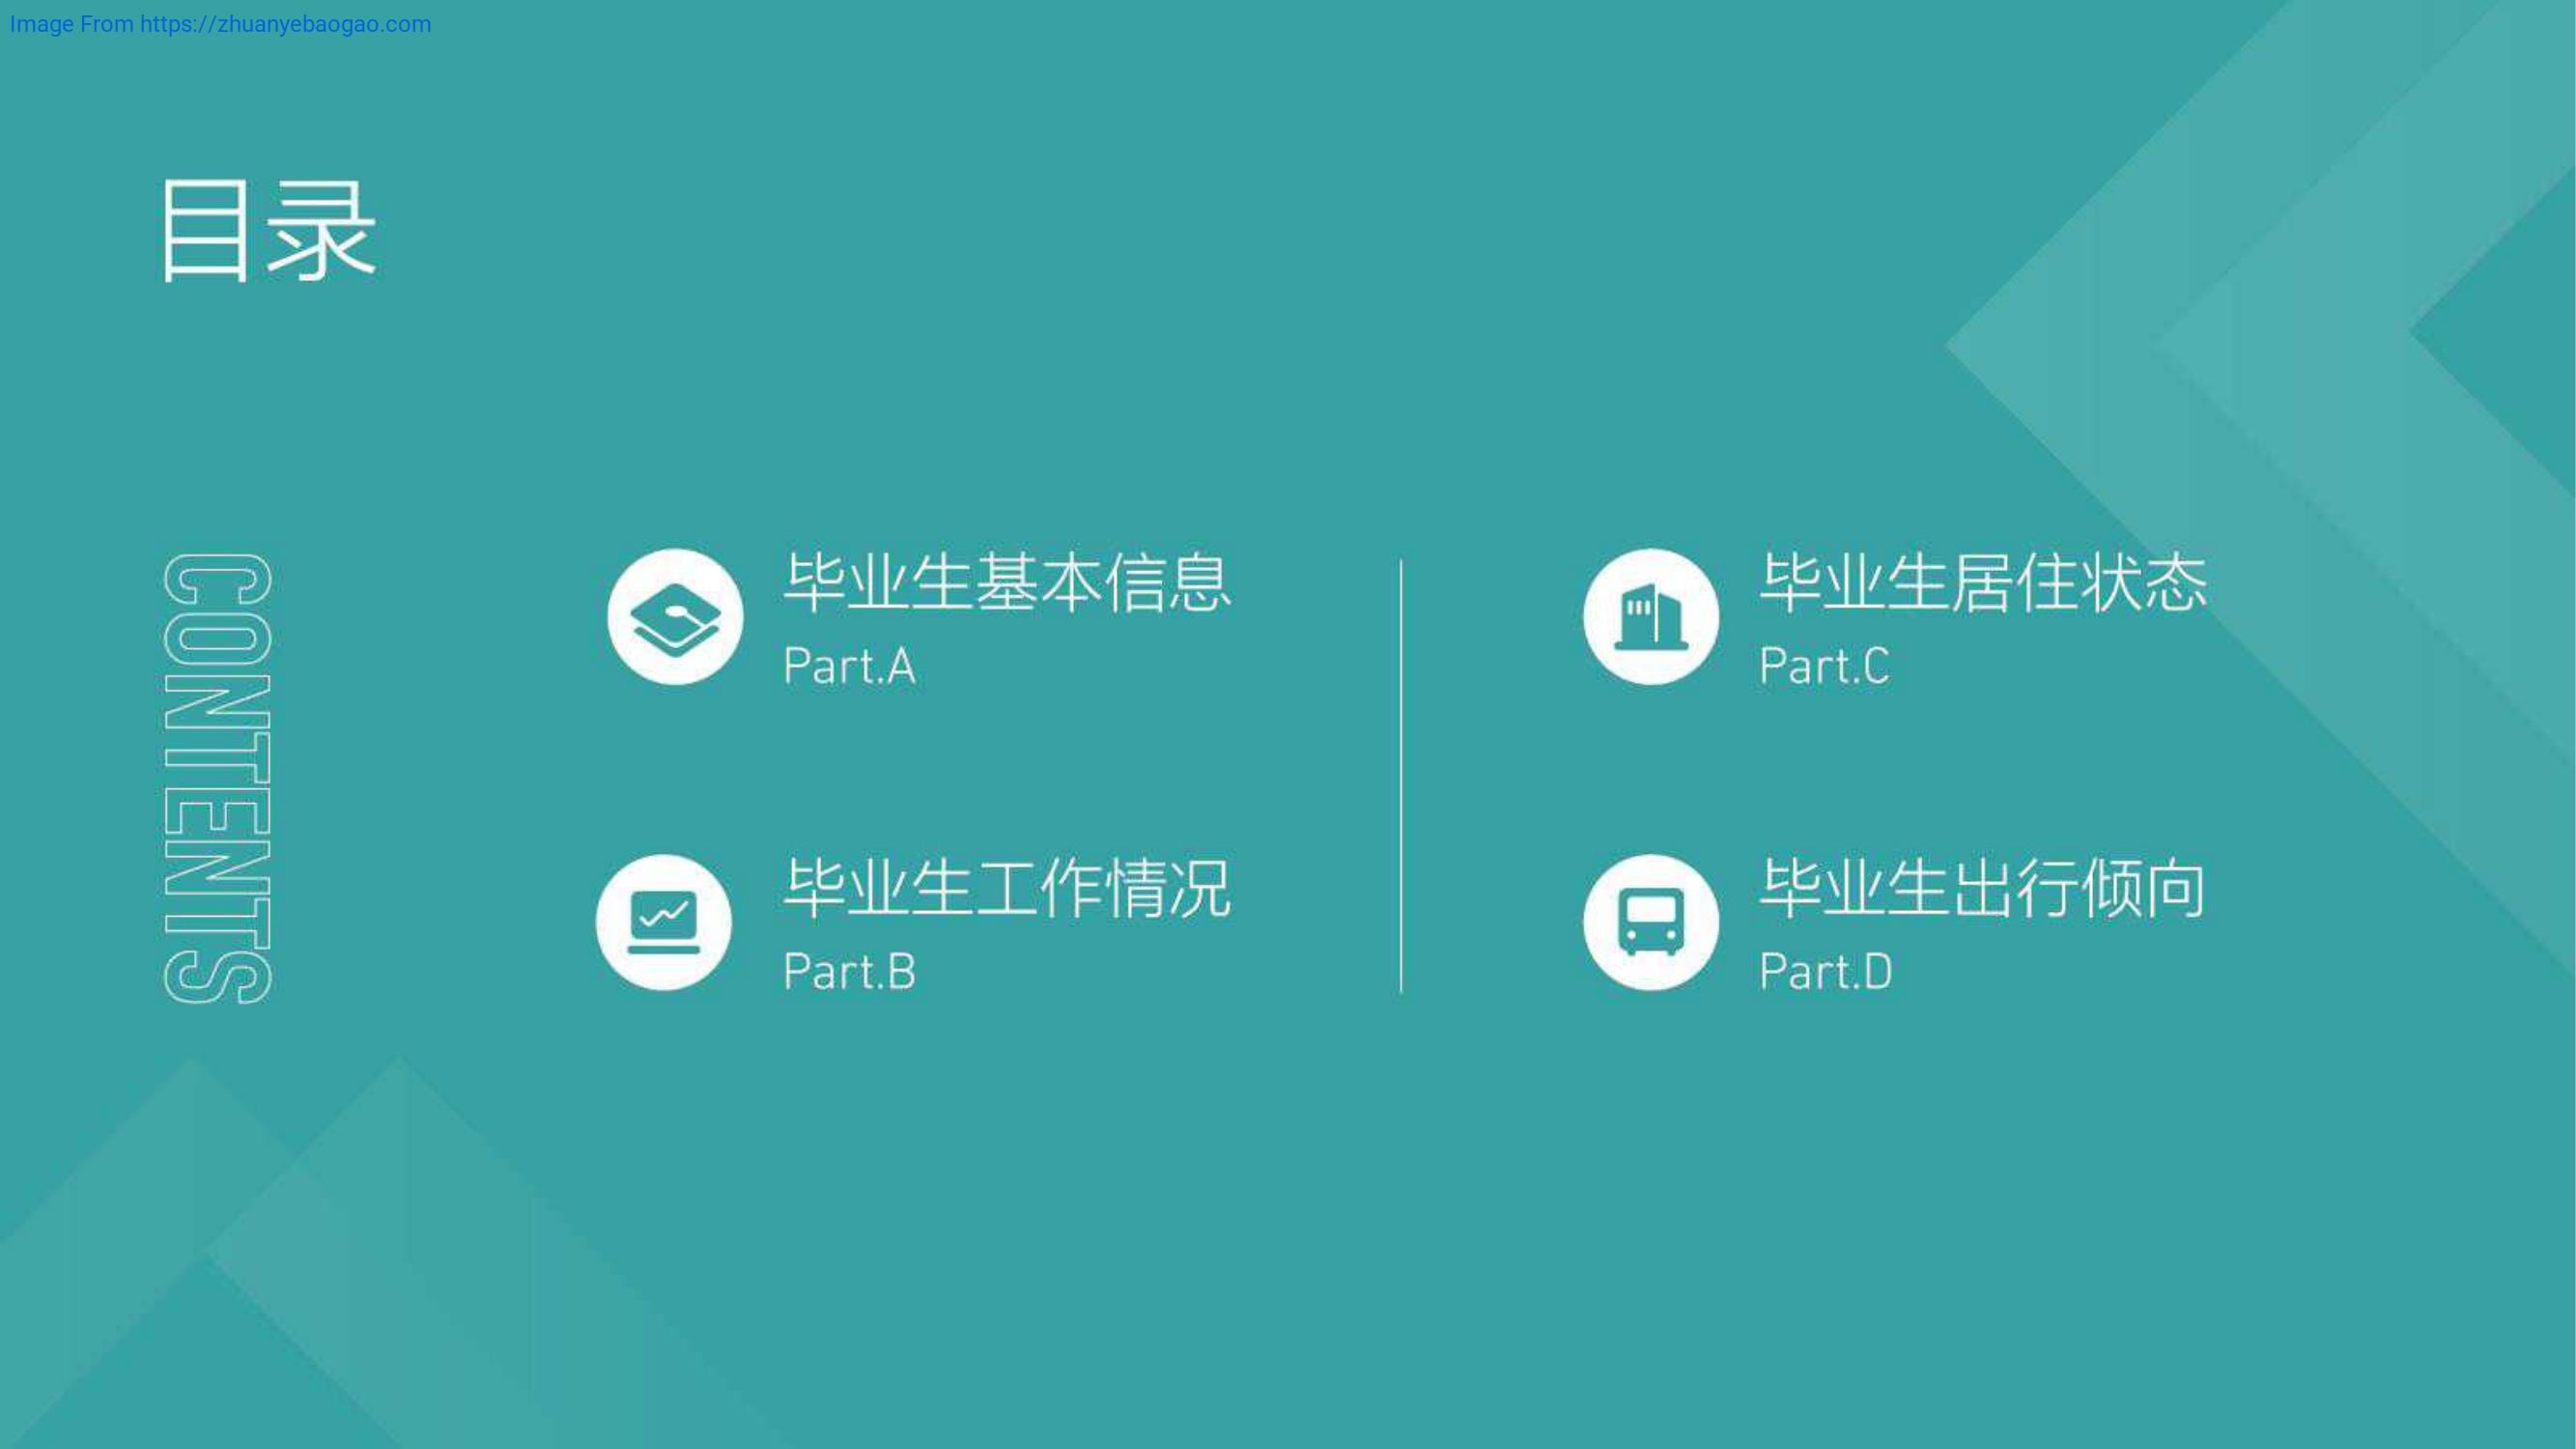 Image From https://zhuanyebaogao.com
目录
CONTENTS
毕业生基本信息
Part.A
毕业生工作情况
Part.B
毕业生居住状态
Part.C
毕业生出行倾向
Part.D